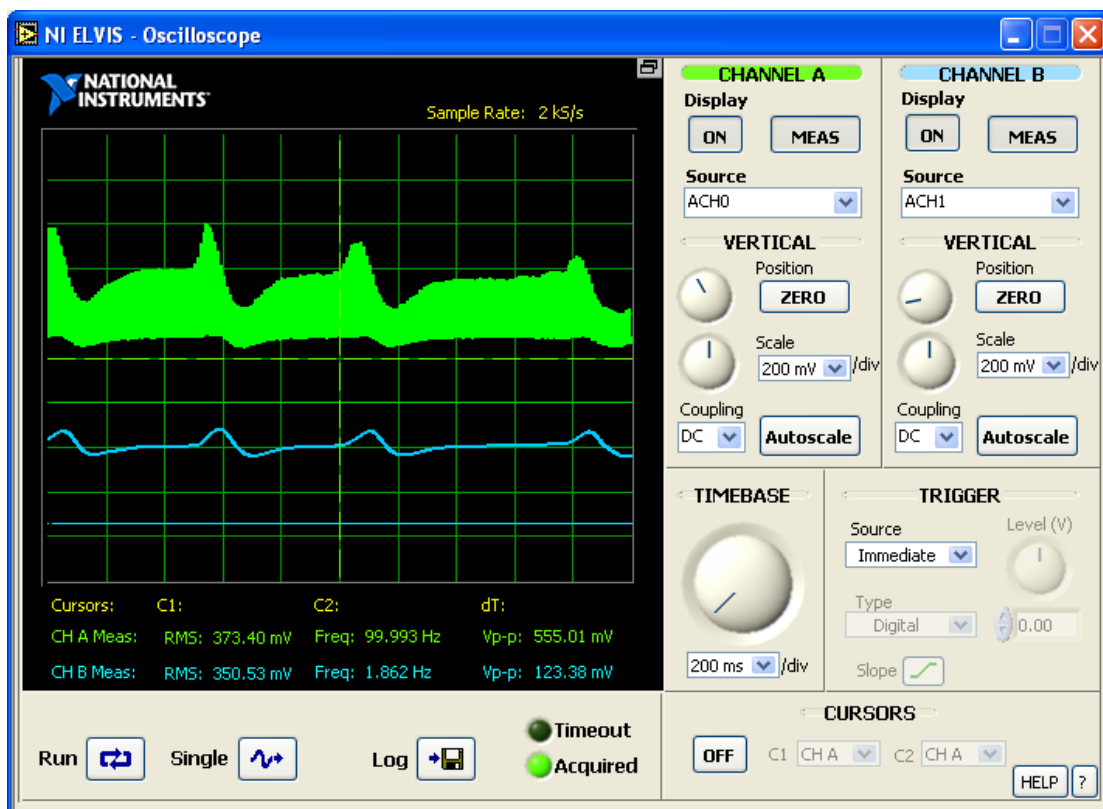 NI ELVIS - Oscilloscope
NATIONAL
INSTRUMENTS™
Sample Rate: 2 kS/s
Cursors: C1: C2: dT:
CH A Meas: RMS: 373.40 mV Freq: 99.993 Hz Vp-p: 555.01 mV
CH B Meas: RMS: 350.53 mV Freq: 1.862 Hz Vp-p: 123.38 mV
Run
Single
Log
Timeout
Acquired
CHANNEL A
Display
ON MEAS
Source
ACH0
VERTICAL
Position
ZERO
Scale
200 mV /div
Coupling
DC Autoscale
CHANNEL B
Display
ON MEAS
Source
ACH1
VERTICAL
Position
ZERO
Scale
200 mV /div
Coupling
DC Autoscale
TIMEBASE
200 ms /div
TRIGGER
Source
Immediate
Level (V)
Type
Digital
0.00
Slope
CURSORS
OFF C1 CH A C2 CH A
HELP ?